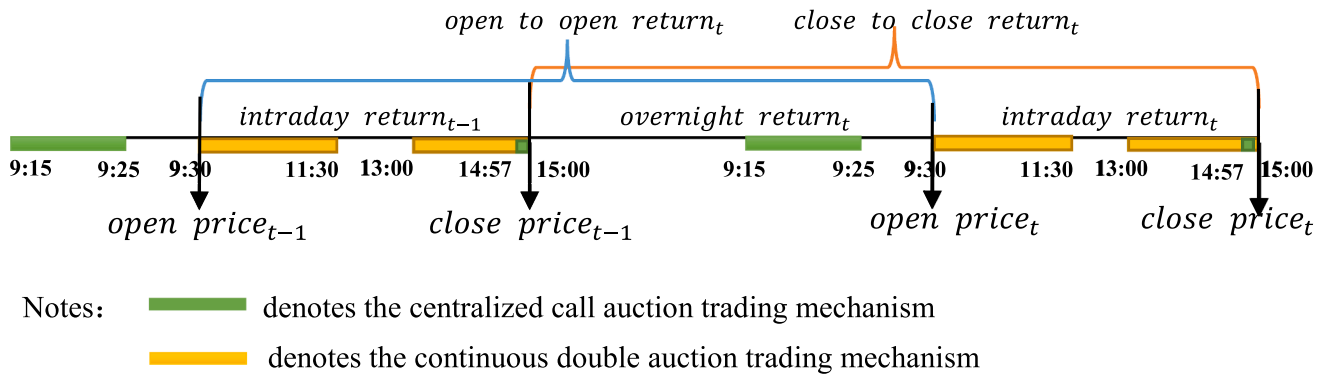 open to open return_t close to close return_t
intraday return_{t-1} overnight return_t intraday return_t
9:15 9:25 9:30 11:30 13:00 14:57 15:00 9:15 9:25 9:30 11:30 13:00 14:57 15:00
open price_{t-1} close price_{t-1} open price_t close price_t
Notes: denotes the centralized call auction trading mechanism
denotes the continuous double auction trading mechanism